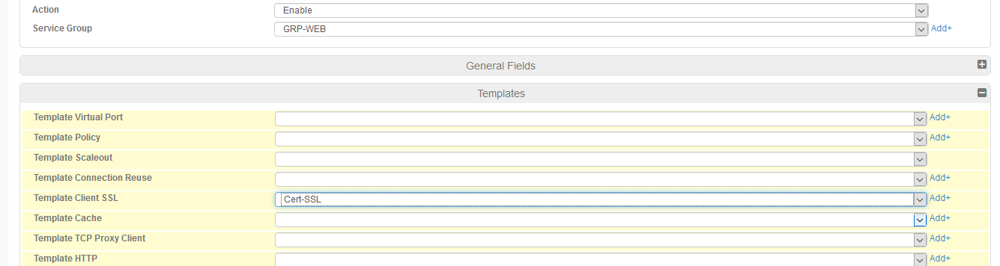 Action Enable
Service Group GRP-WEB Add+
General Fields
Templates
Template Virtual Port Add+
Template Policy Add+
Template Scaleout
Template Connection Reuse Add+
Template Client SSL Cert-SSL Add+
Template Cache Add+
Template TCP Proxy Client Add+
Template HTTP Add+